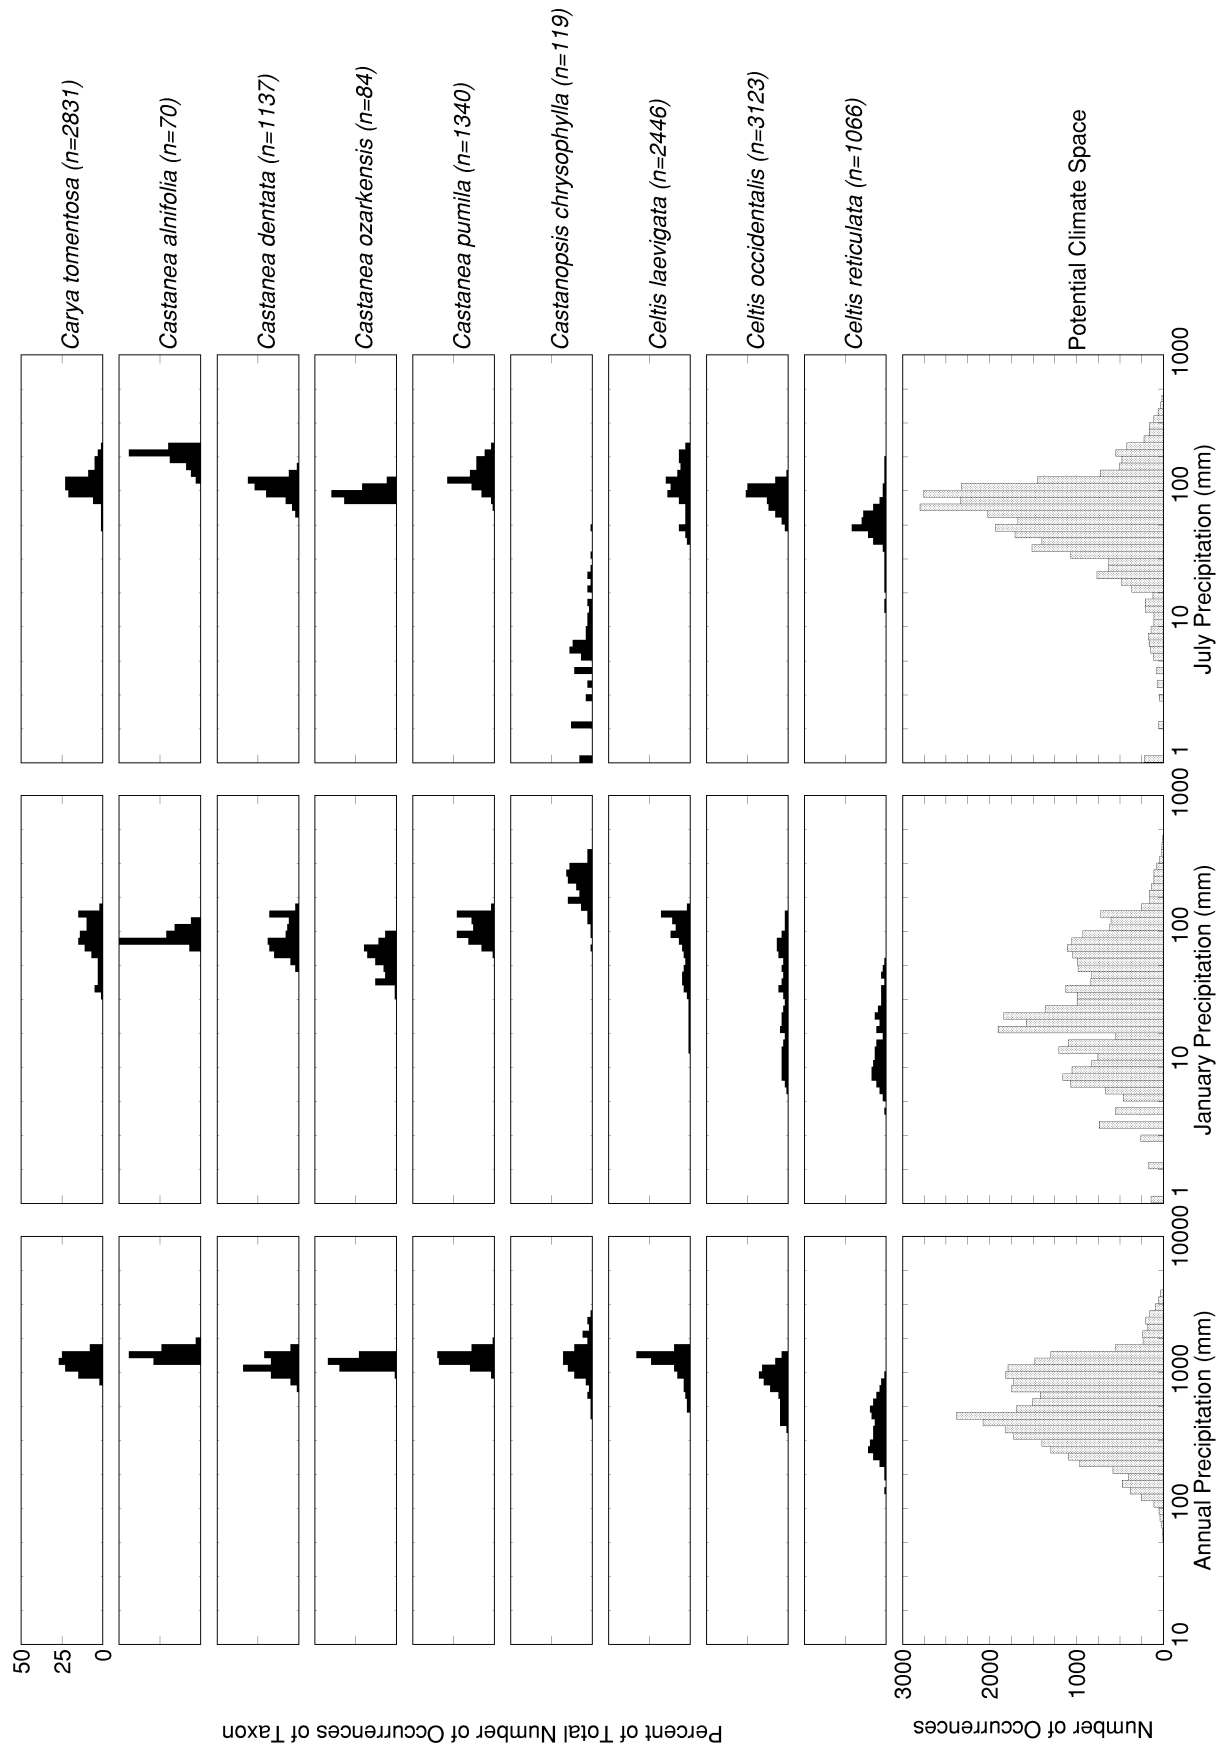 50
25
0
Carya tomentosa (n=2831)
Castanea alnifolia (n=70)
Castanea dentata (n=1137)
Castanea ozarkensis (n=84)
Castanea pumila (n=1340)
Castanopsis chrysophylla (n=119)
Celtis laevigata (n=2446)
Celtis occidentalis (n=3123)
Celtis reticulata (n=1066)
Potential Climate Space
Percent of Total Number of Occurrences of Taxon
Number of Occurrences
3000
2000
1000
0
10 100 1000 10000
Annual Precipitation (mm)
1 10 100 1000
January Precipitation (mm)
1 10 100 1000
July Precipitation (mm)